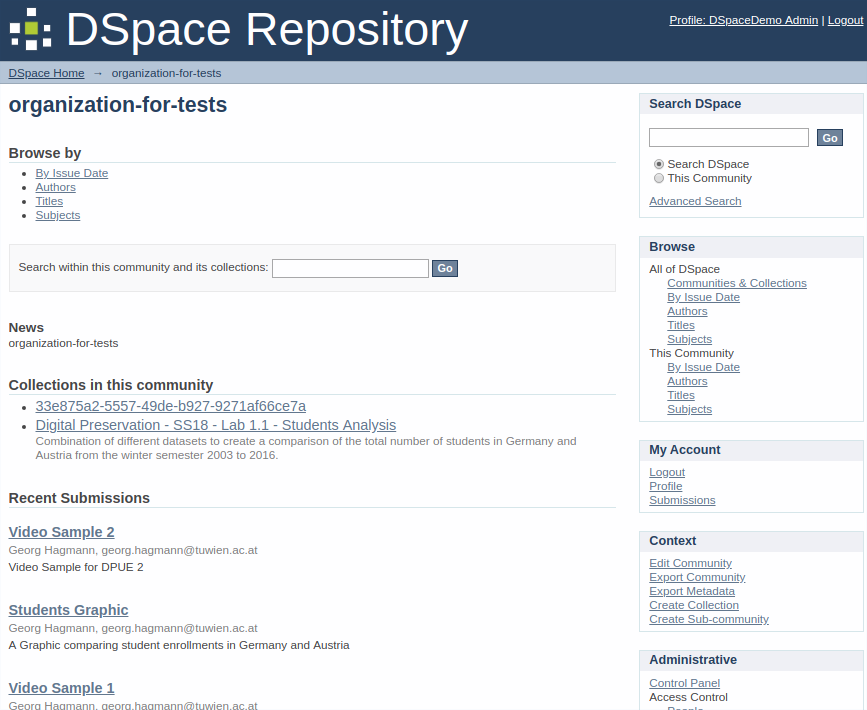 DSpace Repository
Profile: DSpaceDemo Admin | Logout
DSpace Home → organization-for-tests
organization-for-tests
Browse by
By Issue Date
Authors
Titles
Subjects
Search within this community and its collections: Go
News
organization-for-tests
Collections in this community
33e875a2-5557-49de-b927-9271af66ce7a
Digital Preservation - SS18 - Lab 1.1 - Students Analysis
Combination of different datasets to create a comparison of the total number of students in Germany and
Austria from the winter semester 2003 to 2016.
Recent Submissions
Video Sample 2
Georg Hagmann, georg.hagmann@tuwien.ac.at
Video Sample for DPUE 2
Students Graphic
Georg Hagmann, georg.hagmann@tuwien.ac.at
A Graphic comparing student enrollments in Germany and Austria
Video Sample 1
Georg Hagmann, georg.hagmann@tuwien.ac.at
Search DSpace
Go
Search DSpace
This Community
Advanced Search
Browse
All of DSpace
Communities & Collections
By Issue Date
Authors
Titles
Subjects
This Community
By Issue Date
Authors
Titles
Subjects
My Account
Logout
Profile
Submissions
Context
Edit Community
Export Community
Export Metadata
Create Collection
Create Sub-community
Administrative
Control Panel
Access Control
People